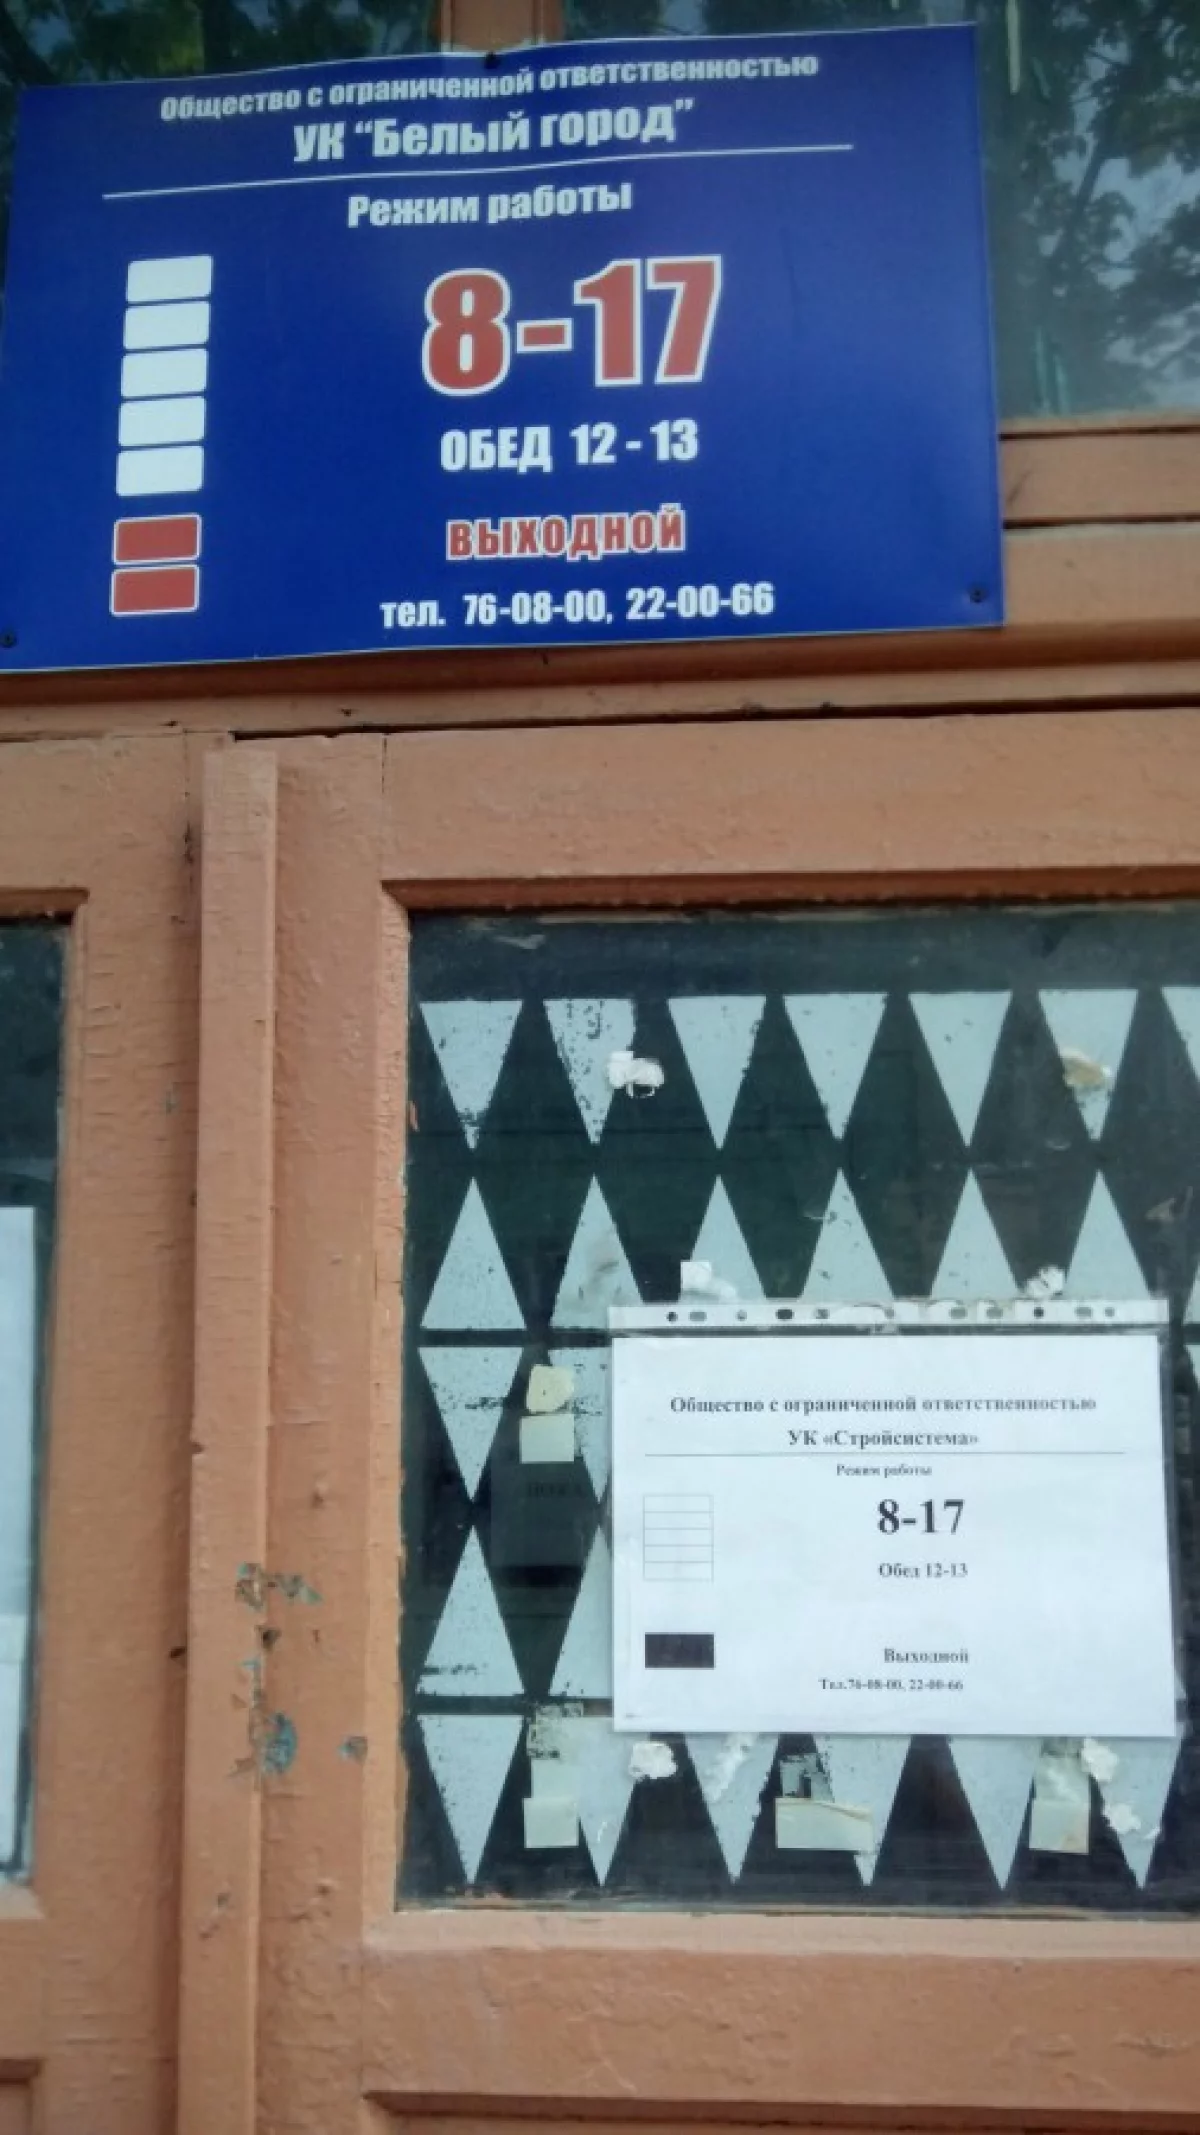 Общество с ограниченной ответственностью
УК “Белый город”
Режим работы
8-17
ОБЕД 12 - 13
ВЫХОДНОЙ
тел. 76-08-00, 22-00-66
Общество с ограниченной ответственностью
УК «Стройсистема»
Режим работы
8-17
Обед 12-13
Выходной
Тел.76-08-00, 22-00-66